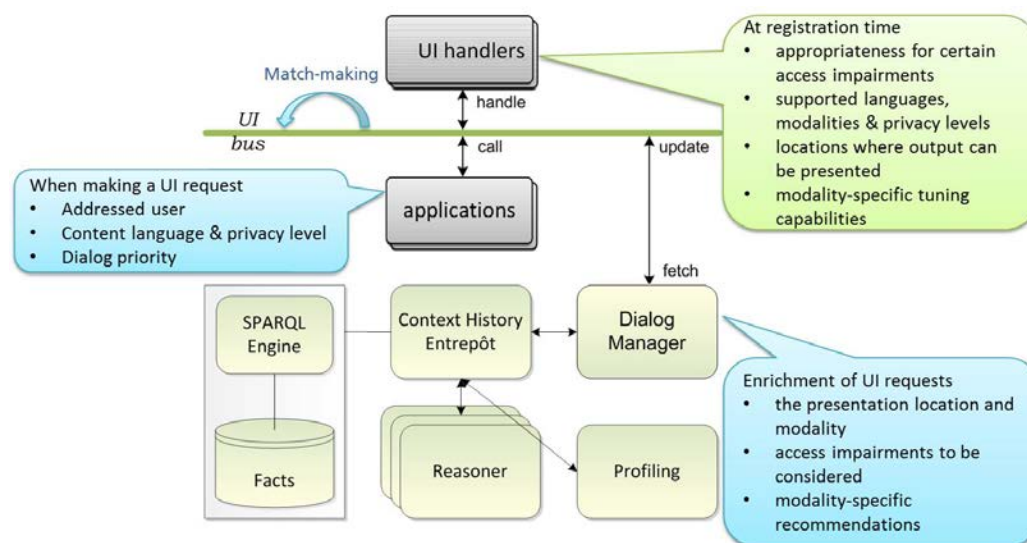 UI handlers
Match-making
handle
UI
bus
call
update
At registration time
• appropriateness for certain
access impairments
• supported languages,
modalities & privacy levels
• locations where output can
be presented
• modality-specific tuning
capabilities
When making a UI request
• Addressed user
• Content language & privacy level
• Dialog priority
applications
fetch
SPARQL
Engine
Context History
Entrepôt
Dialog
Manager
Facts
Reasoner
Profiling
Enrichment of UI requests
• the presentation location and
modality
• access impairments to be
considered
• modality-specific
recommendations